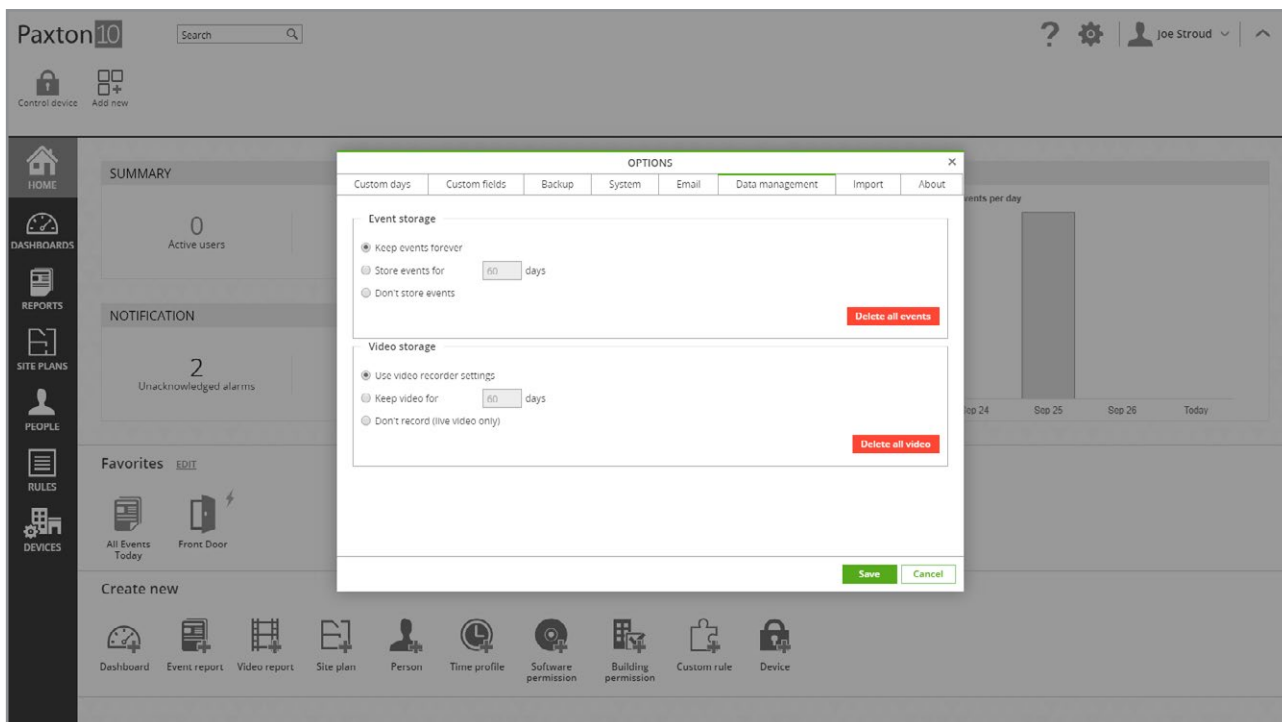 Paxton10
Search
Joe Stroud
Control device
Add new
HOME
DASHBOARDS
REPORTS
SITE PLANS
PEOPLE
RULES
DEVICES
SUMMARY
0
Active users
NOTIFICATION
2
Unacknowledged alarms
OPTIONS
Custom days
Custom fields
Backup
System
Email
Data management
Import
About
Event storage
Keep events forever
Store events for 60 days
Don't store events
Delete all events
Video storage
Use video recorder settings
Keep video for 60 days
Don't record (live video only)
Delete all video
Save
Cancel
per day
Sep 25
Sep 26
Today
Favorites EDIT
All Events
Today
Front Door
Create new
Dashboard
Event report
Video report
Site plan
Person
Time profile
Software
permission
Building
permission
Custom rule
Device